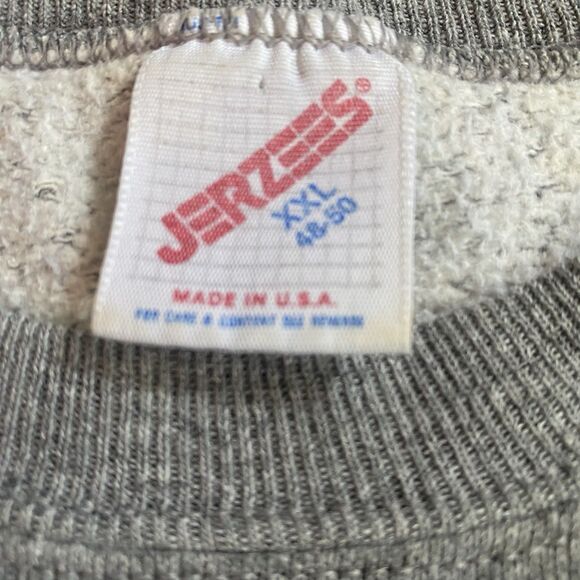 JERZEES®
XXL
48-50
MADE IN U.S.A.
FOR CARE & CONTENT SEE REVERSE